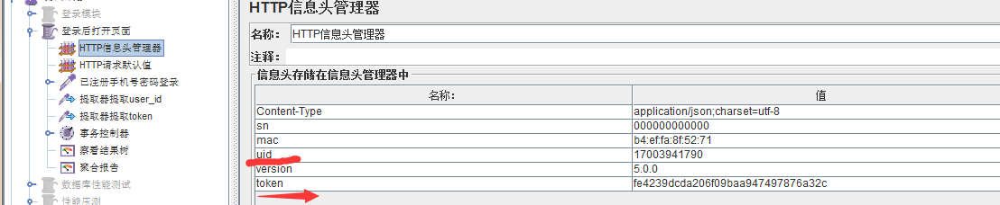 登录模块
登录后打开页面
HTTP信息头管理器
HTTP请求默认值
已注册手机号密码登录
提取器提取user_id
提取器提取token
事务控制器
察看结果树
聚合报告
数据库性能测试
性能压测
HTTP信息头管理器
名称： HTTP信息头管理器
注释：
信息头存储在信息头管理器中
名称： 值
Content-Type application/json;charset=utf-8
sn 000000000000
mac b4:ef:fa:8f:52:71
uid 17003941790
version 5.0.0
token fe4239dcda206f09baa947497876a32c